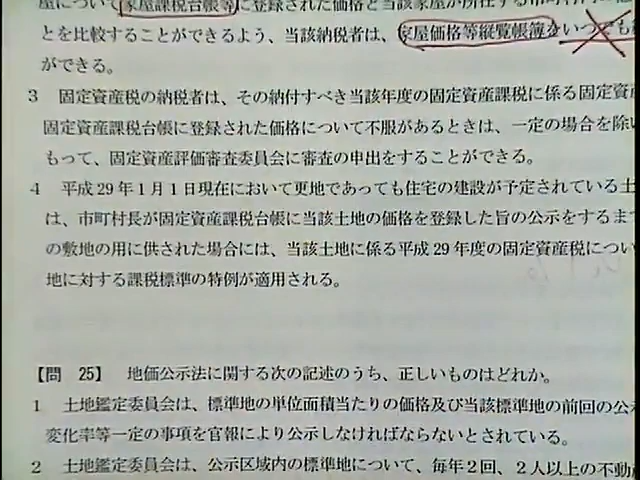 屋について家屋課税台帳等に登録された価格と当該家屋が所在する市町村内の
とを比較することができるよう、当該納税者は、家屋価格等縦覧帳簿をいつでも
ができる。
3 固定資産税の納税者は、その納付すべき当該年度の固定資産課税に係る固定資
固定資産課税台帳に登録された価格について不服があるときは、一定の場合を除い
もって、固定資産評価審査委員会に審査の申出をすることができる。
4 平成29年1月1日現在において更地であっても住宅の建設が予定されている土
は、市町村長が固定資産課税台帳に当該土地の価格を登録した旨の公示をするま
の敷地の用に供された場合には、当該土地に係る平成29年度の固定資産税につい
地に対する課税標準の特例が適用される。
【問 25】 地価公示法に関する次の記述のうち、正しいものはどれか。
1 土地鑑定委員会は、標準地の単位面積当たりの価格及び当該標準地の前回の公
変化率等一定の事項を官報により公示しなければならないとされている。
2 土地鑑定委員会は、公示区域内の標準地について、毎年2回、2人以上の不動